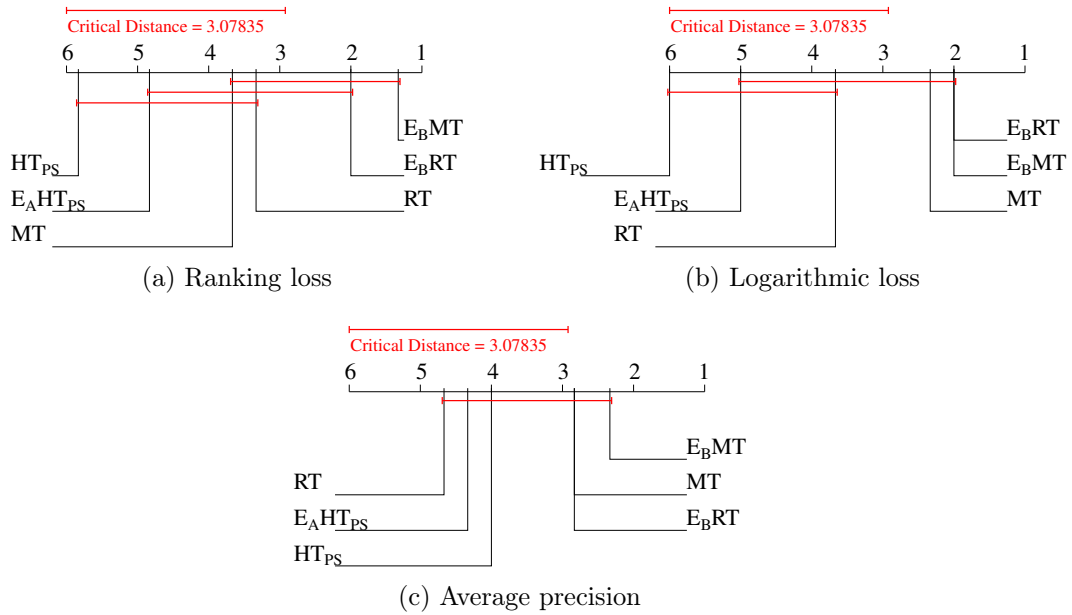 Critical Distance = 3.07835
6 5 4 3 2 1
E_BMT
HT_PS E_BRT
E_AHT_PS RT
MT
(a) Ranking loss
Critical Distance = 3.07835
6 5 4 3 2 1
E_BRT
HT_PS E_BMT
E_AHT_PS MT
RT
(b) Logarithmic loss
Critical Distance = 3.07835
6 5 4 3 2 1
E_BMT
RT MT
E_AHT_PS E_BRT
HT_PS
(c) Average precision